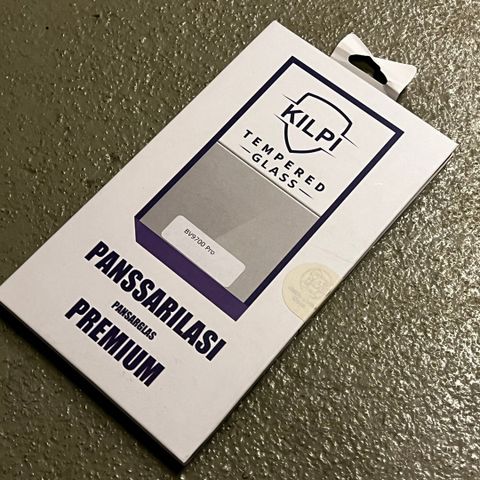 KILPI
TEMPERED
GLASS
BV9700 Pro
PANSSARILASI
PANSARGLAS
PREMIUM